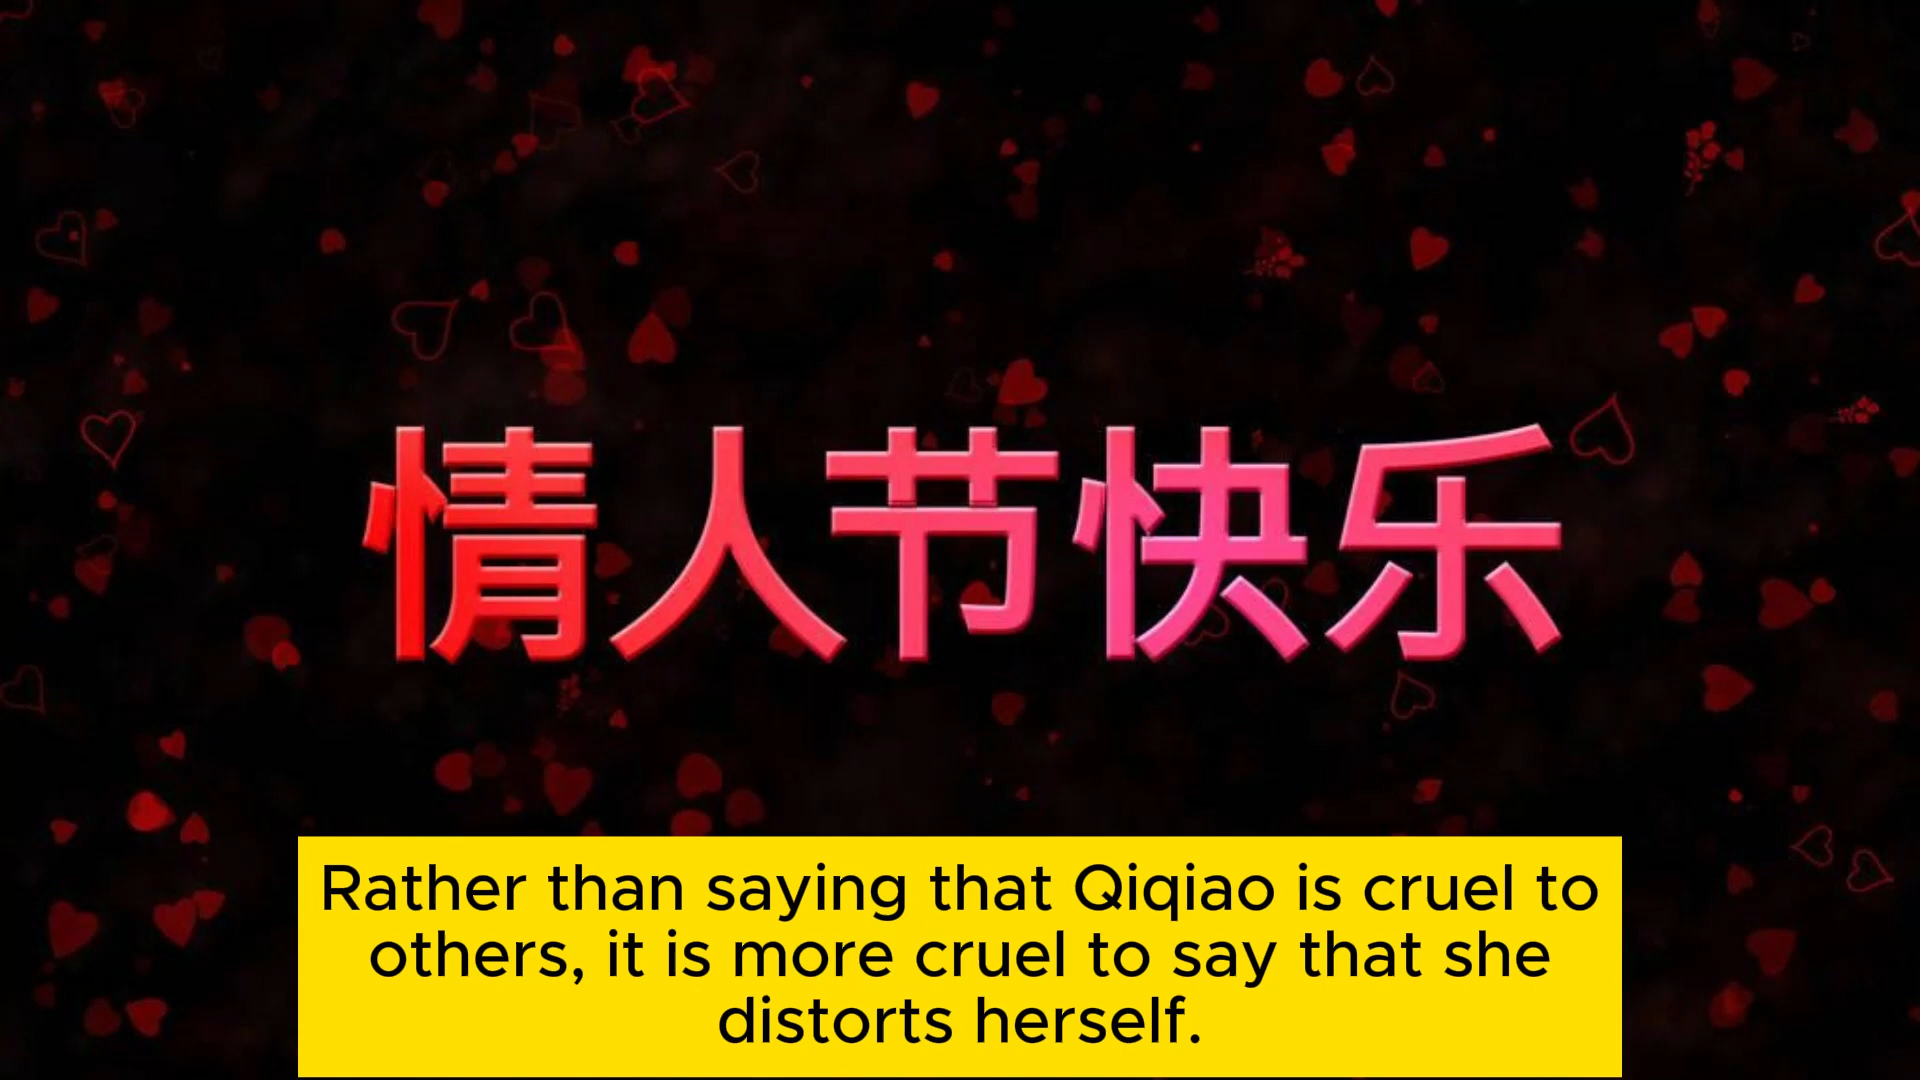 情人节快乐
Rather than saying that Qiqiao is cruel to
others, it is more cruel to say that she
distorts herself.